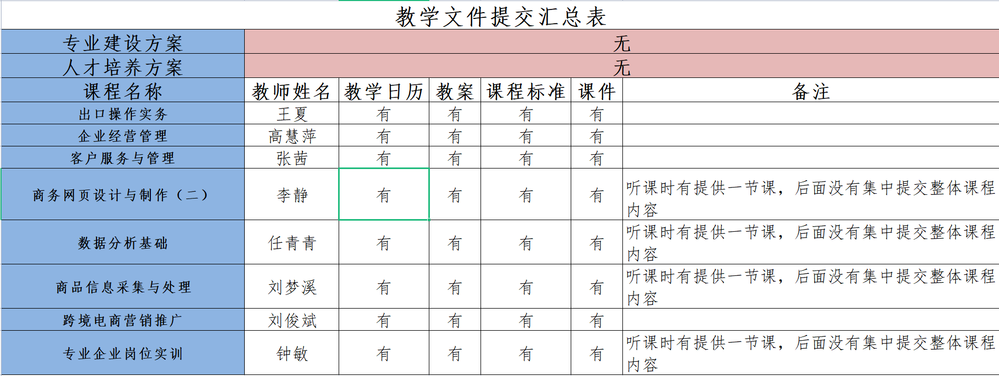 教学文件提交汇总表
专业建设方案 无
人才培养方案 无
课程名称 教师姓名 教学日历 教案 课程标准 课件 备注
出口操作实务 王夏 有 有 有 有
企业经营管理 高慧萍 有 有 有 有
客户服务与管理 张茜 有 有 有 有
商务网页设计与制作（二） 李静 有 有 有 有 听课时有提供一节课，后面没有集中提交整体课程
内容
数据分析基础 任青青 有 有 有 有 听课时有提供一节课，后面没有集中提交整体课程
内容
商品信息采集与处理 刘梦溪 有 有 有 有 听课时有提供一节课，后面没有集中提交整体课程
内容
跨境电商营销推广 刘俊斌 有 有 有 有
专业企业岗位实训 钟敏 有 有 有 有 听课时有提供一节课，后面没有集中提交整体课程
内容